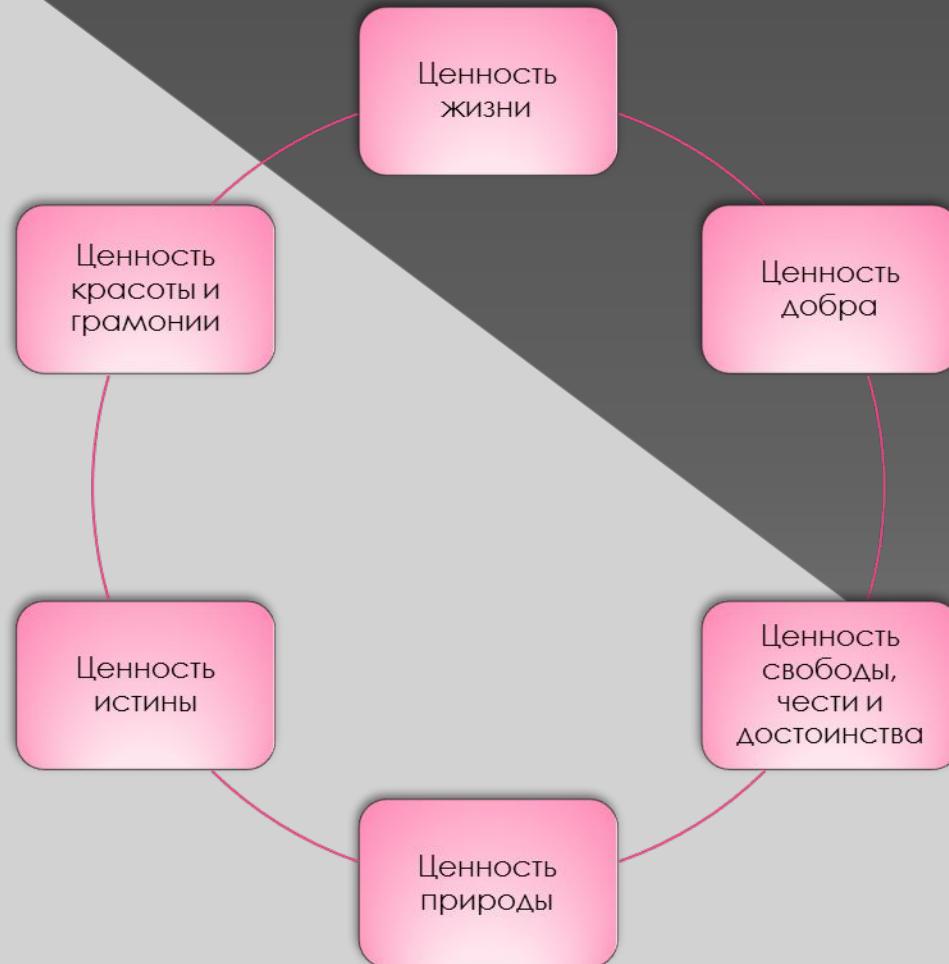 Ценность
жизни
Ценность
добра
Ценность
свободы,
чести и
достоинства
Ценность
природы
Ценность
истины
Ценность
красоты и
грамонии